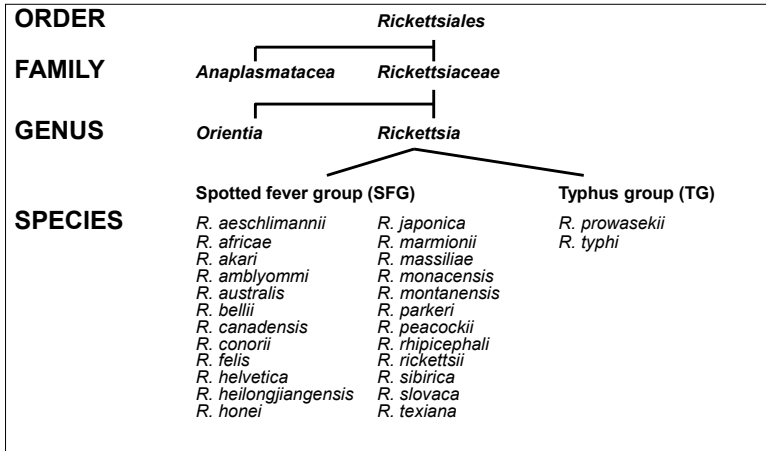 ORDER Rickettsiales
FAMILY Anaplasmatacea Rickettsiaceae
GENUS Orientia Rickettsia
Spotted fever group (SFG) Typhus group (TG)
SPECIES R. aeschlimannii R. japonica R. prowasekii
R. africae R. marmionii R. typhi
R. akari R. massiliae
R. amblyommi R. monacensis
R. australis R. montanensis
R. bellii R. parkeri
R. canadensis R. peacockii
R. conorii R. rhipicephali
R. felis R. rickettsii
R. helvetica R. sibirica
R. heilongjiangensis R. slovaca
R. honei R. texiana